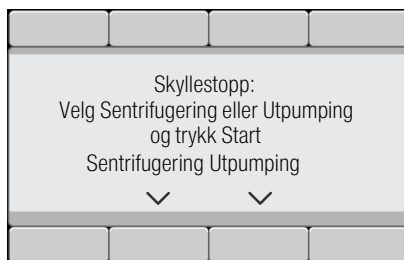 Skyllestopp:
Velg Sentrifugering eller Utpumping
og trykk Start
Sentrifugering Utpumping